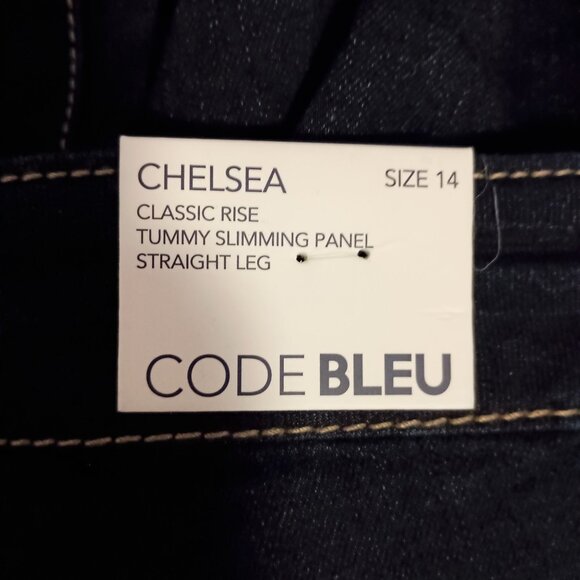 CHELSEA SIZE 14
CLASSIC RISE
TUMMY SLIMMING PANEL
STRAIGHT LEG
CODE BLEU